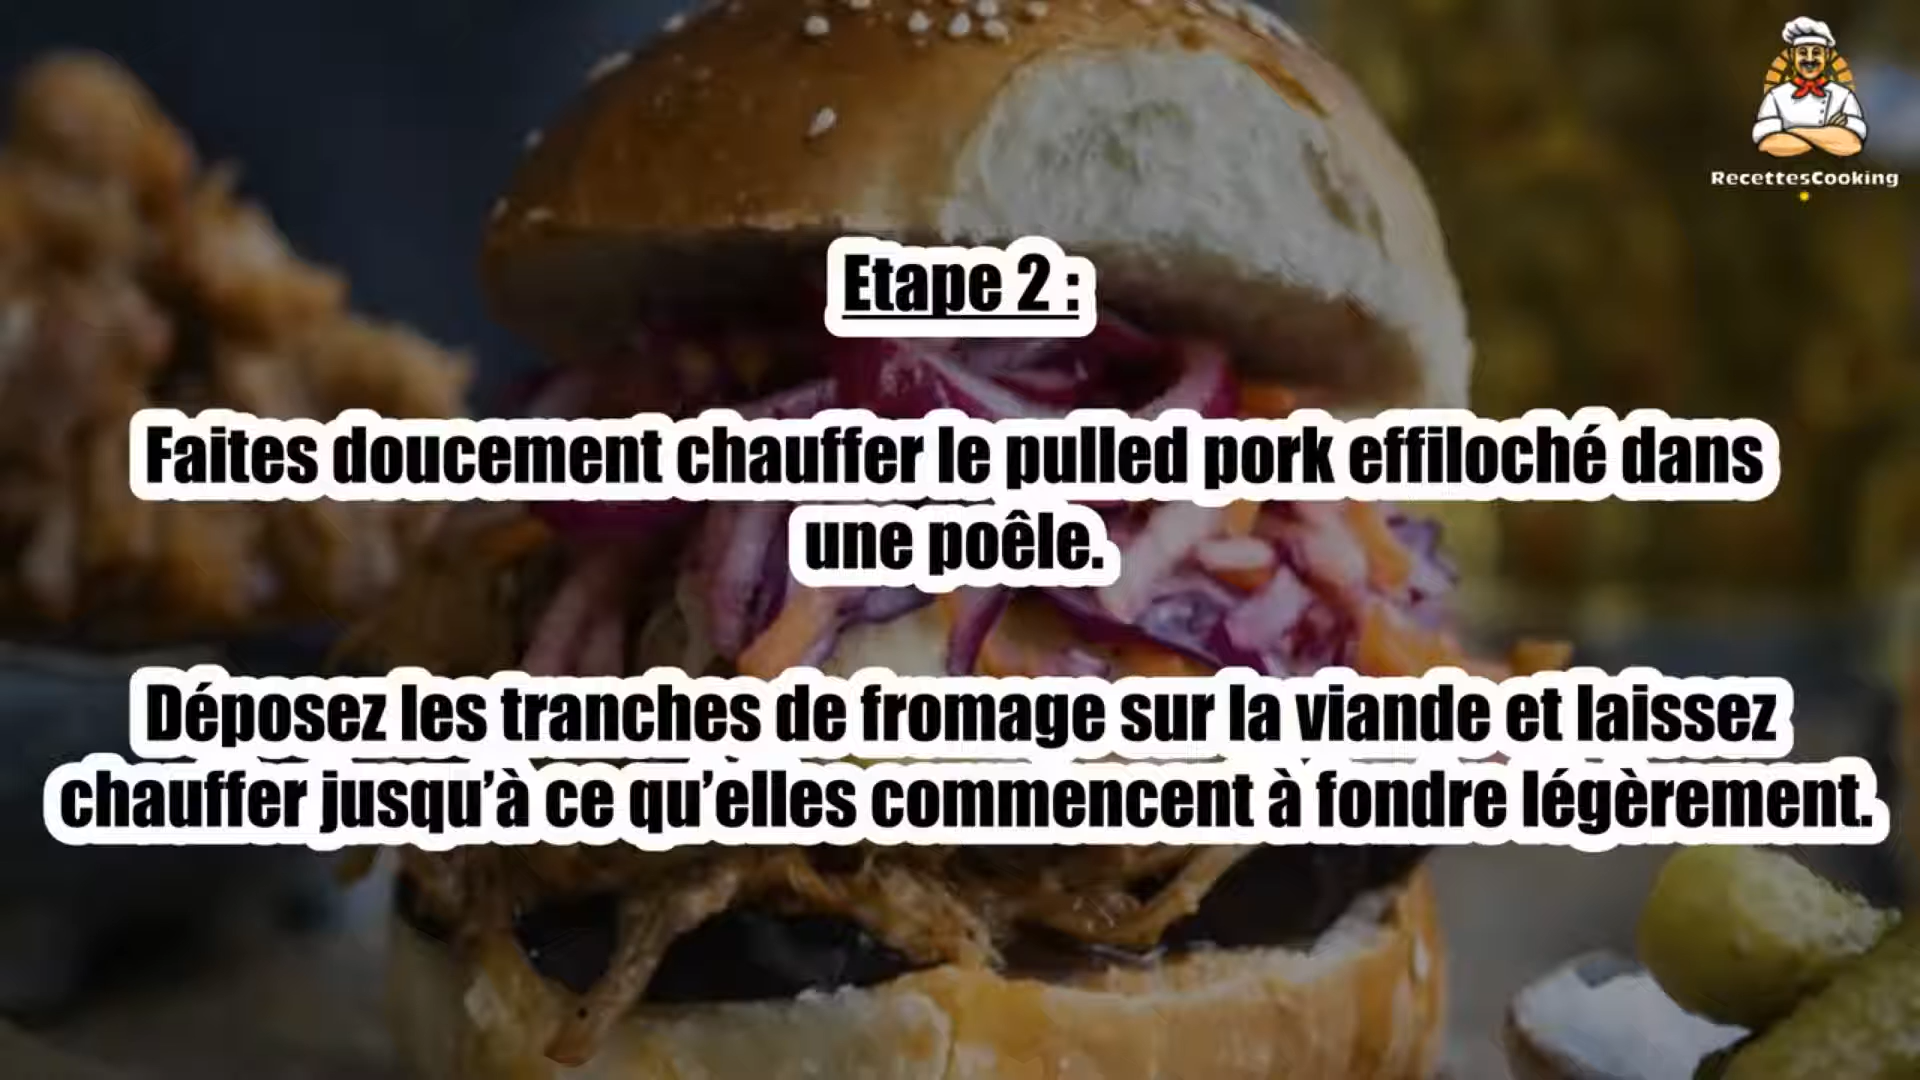 RecettesCooking
Etape 2 :
Faites doucement chauffer le pulled pork effiloché dans
une poêle.
Déposez les tranches de fromage sur la viande et laissez
chauffer jusqu’à ce qu’elles commencent à fondre légèrement.